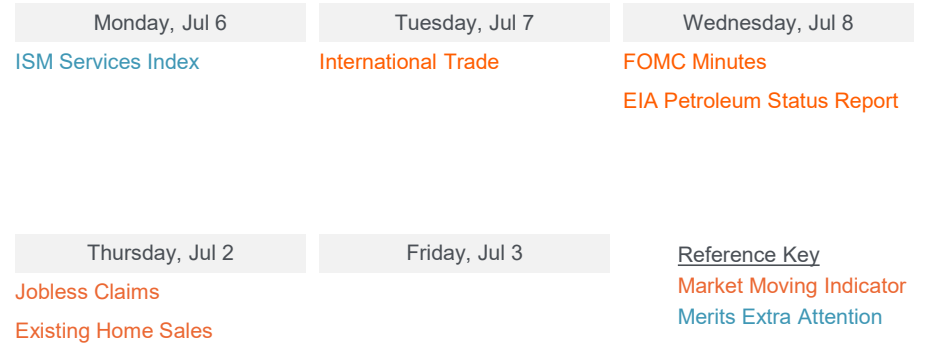 Monday, Jul 6
ISM Services Index
Tuesday, Jul 7
International Trade
Wednesday, Jul 8
FOMC Minutes
EIA Petroleum Status Report
Thursday, Jul 2
Jobless Claims
Existing Home Sales
Friday, Jul 3
Reference Key
Market Moving Indicator
Merits Extra Attention